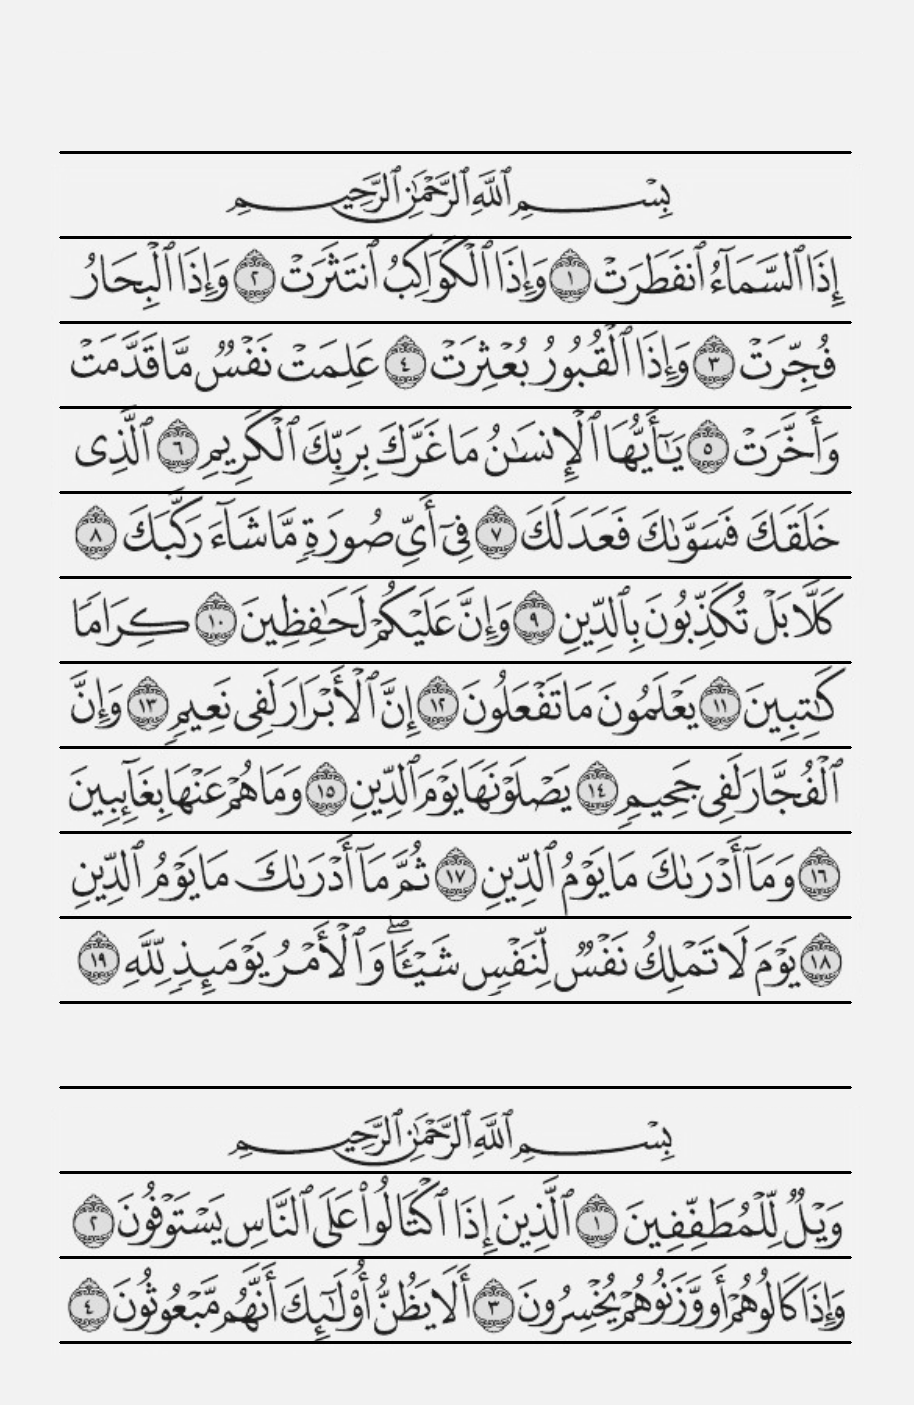 بِسْمِ ٱللَّهِ ٱلرَّحْمَٰنِ ٱلرَّحِيمِ
إِذَا ٱلسَّمَآءُ ٱنفَطَرَتْ ١ وَإِذَا ٱلْكَوَاكِبُ ٱنتَثَرَتْ ٢ وَإِذَا ٱلْبِحَارُ
فُجِّرَتْ ٣ وَإِذَا ٱلْقُبُورُ بُعْثِرَتْ ٤ عَلِمَتْ نَفْسٌ مَّا قَدَّمَتْ
وَأَخَّرَتْ ٥ يَٰٓأَيُّهَا ٱلْإِنسَٰنُ مَا غَرَّكَ بِرَبِّكَ ٱلْكَرِيمِ ٦ ٱلَّذِى
خَلَقَكَ فَسَوَّىٰكَ فَعَدَلَكَ ٧ فِىٓ أَىِّ صُورَةٍ مَّا شَآءَ رَكَّبَكَ ٨
كَلَّا بَلْ تُكَذِّبُونَ بِٱلدِّينِ ٩ وَإِنَّ عَلَيْكُمْ لَحَٰفِظِينَ ١٠ كِرَامًا
كَٰتِبِينَ ١١ يَعْلَمُونَ مَا تَفْعَلُونَ ١٢ إِنَّ ٱلْأَبْرَارَ لَفِى نَعِيمٍ ١٣ وَإِنَّ
ٱلْفُجَّارَ لَفِى جَحِيمٍ ١٤ يَصْلَوْنَهَا يَوْمَ ٱلدِّينِ ١٥ وَمَا هُمْ عَنْهَا بِغَآئِبِينَ
١٦ وَمَآ أَدْرَىٰكَ مَا يَوْمُ ٱلدِّينِ ١٧ ثُمَّ مَآ أَدْرَىٰكَ مَا يَوْمُ ٱلدِّينِ
١٨ يَوْمَ لَا تَمْلِكُ نَفْسٌ لِّنَفْسٍ شَيْـًٔا ۖ وَٱلْأَمْرُ يَوْمَئِذٍ لِّلَّهِ ١٩
بِسْمِ ٱللَّهِ ٱلرَّحْمَٰنِ ٱلرَّحِيمِ
وَيْلٌ لِّلْمُطَفِّفِينَ ١ ٱلَّذِينَ إِذَا ٱكْتَالُوا۟ عَلَى ٱلنَّاسِ يَسْتَوْفُونَ ٢
وَإِذَا كَالُوهُمْ أَو وَّزَنُوهُمْ يُخْسِرُونَ ٣ أَلَا يَظُنُّ أُو۟لَٰٓئِكَ أَنَّهُم مَّبْعُوثُونَ ٤